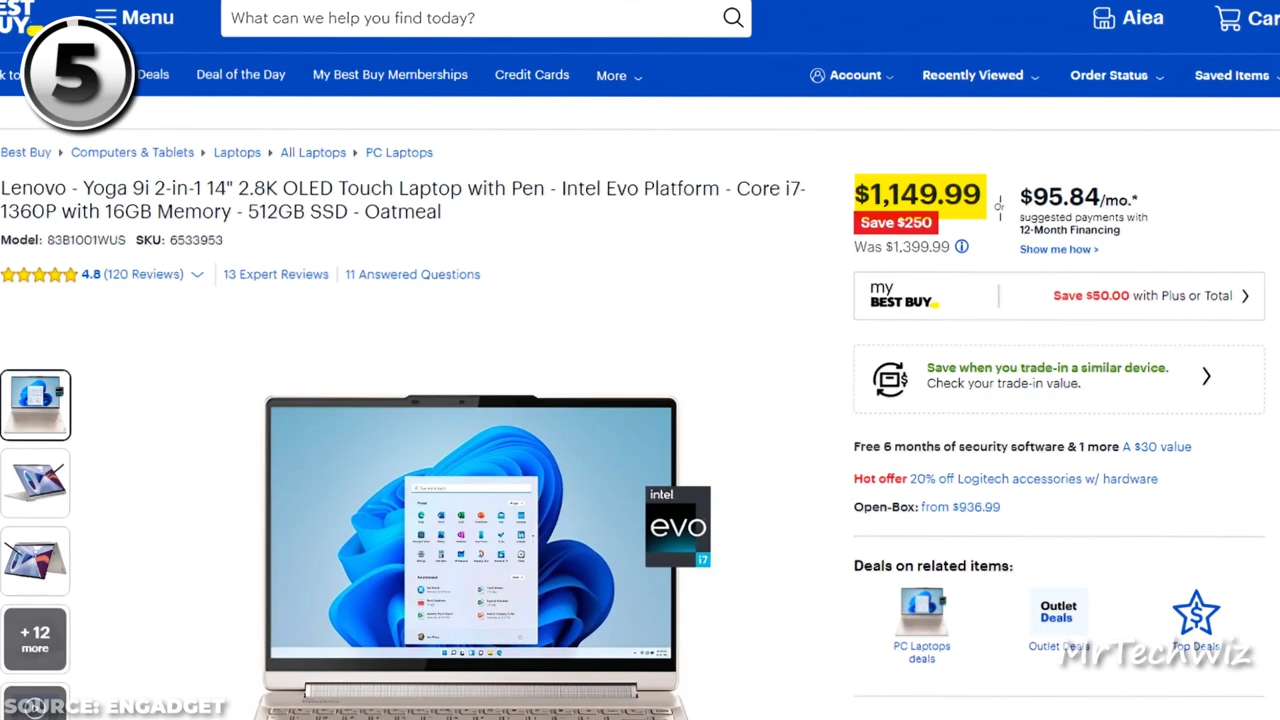 BUY
Menu
What can we help you find today?
Aiea
Car
5
k to
Deals
Deal of the Day
My Best Buy Memberships
Credit Cards
More
Account
Recently Viewed
Order Status
Saved Items
Best Buy
Computers & Tablets
Laptops
All Laptops
PC Laptops
Lenovo - Yoga 9i 2-in-1 14" 2.8K OLED Touch Laptop with Pen - Intel Evo Platform - Core i7-
1360P with 16GB Memory - 512GB SSD - Oatmeal
Model: 83B1001WUS SKU: 6533953
4.8 (120 Reviews)
13 Expert Reviews
11 Answered Questions
$1,149.99
Save $250
Was $1,399.99
or
$95.84/mo.*
suggested payments with
12-Month Financing
Show me how >
my
BEST BUY
Save $50.00 with Plus or Total
Save when you trade-in a similar device.
Check your trade-in value.
Free 6 months of security software & 1 more A $30 value
Hot offer 20% off Logitech accessories w/ hardware
Open-Box: from $936.99
Deals on related items:
PC Laptops
deals
Outlet
Deals
Outlet Deals
Top Deals
intel
evo
i7
+ 12
more
SOURCE: ENGADGET
MrTechWiz